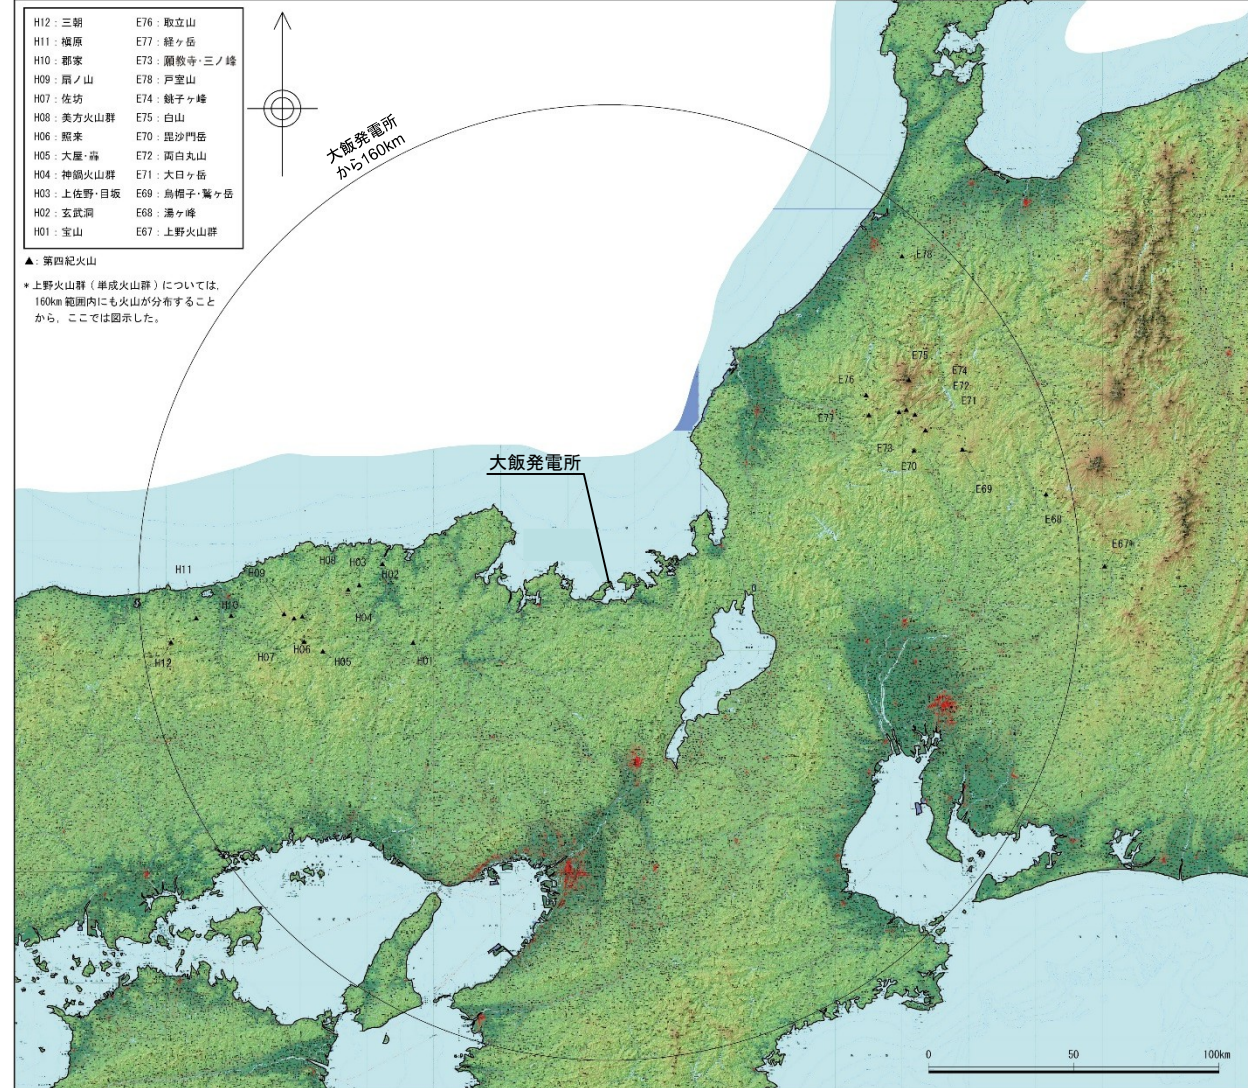 H12：三朝 E76：取立山
H11：槇原 E77：経ヶ岳
H10：郡家 E73：願教寺・三ノ峰
H09：扇ノ山 E78：戸室山
H07：佐坊 E74：銚子ヶ峰
H08：美方火山群 E75：白山
H06：照来 E70：毘沙門岳
H05：大屋・轟 E72：両白丸山
H04：神鍋火山群 E71：大日ヶ岳
H03：上佐野・目坂 E69：烏帽子・鷲ヶ岳
H02：玄武洞 E68：湯ヶ峰
H01：宝山 E67：上野火山群
▲：第四紀火山
*上野火山群（単成火山群）については，
160km範囲内にも火山が分布すること
から，ここでは図示した。
大飯発電所
から160km
E78
E75
E74
E76
E72
E71
E77
E73
E70
E69
E68
E67*
大飯発電所
H11
H09
H08
H03
H02
H10
H04
H12
H07
H06
H05
H01
0 50 100km